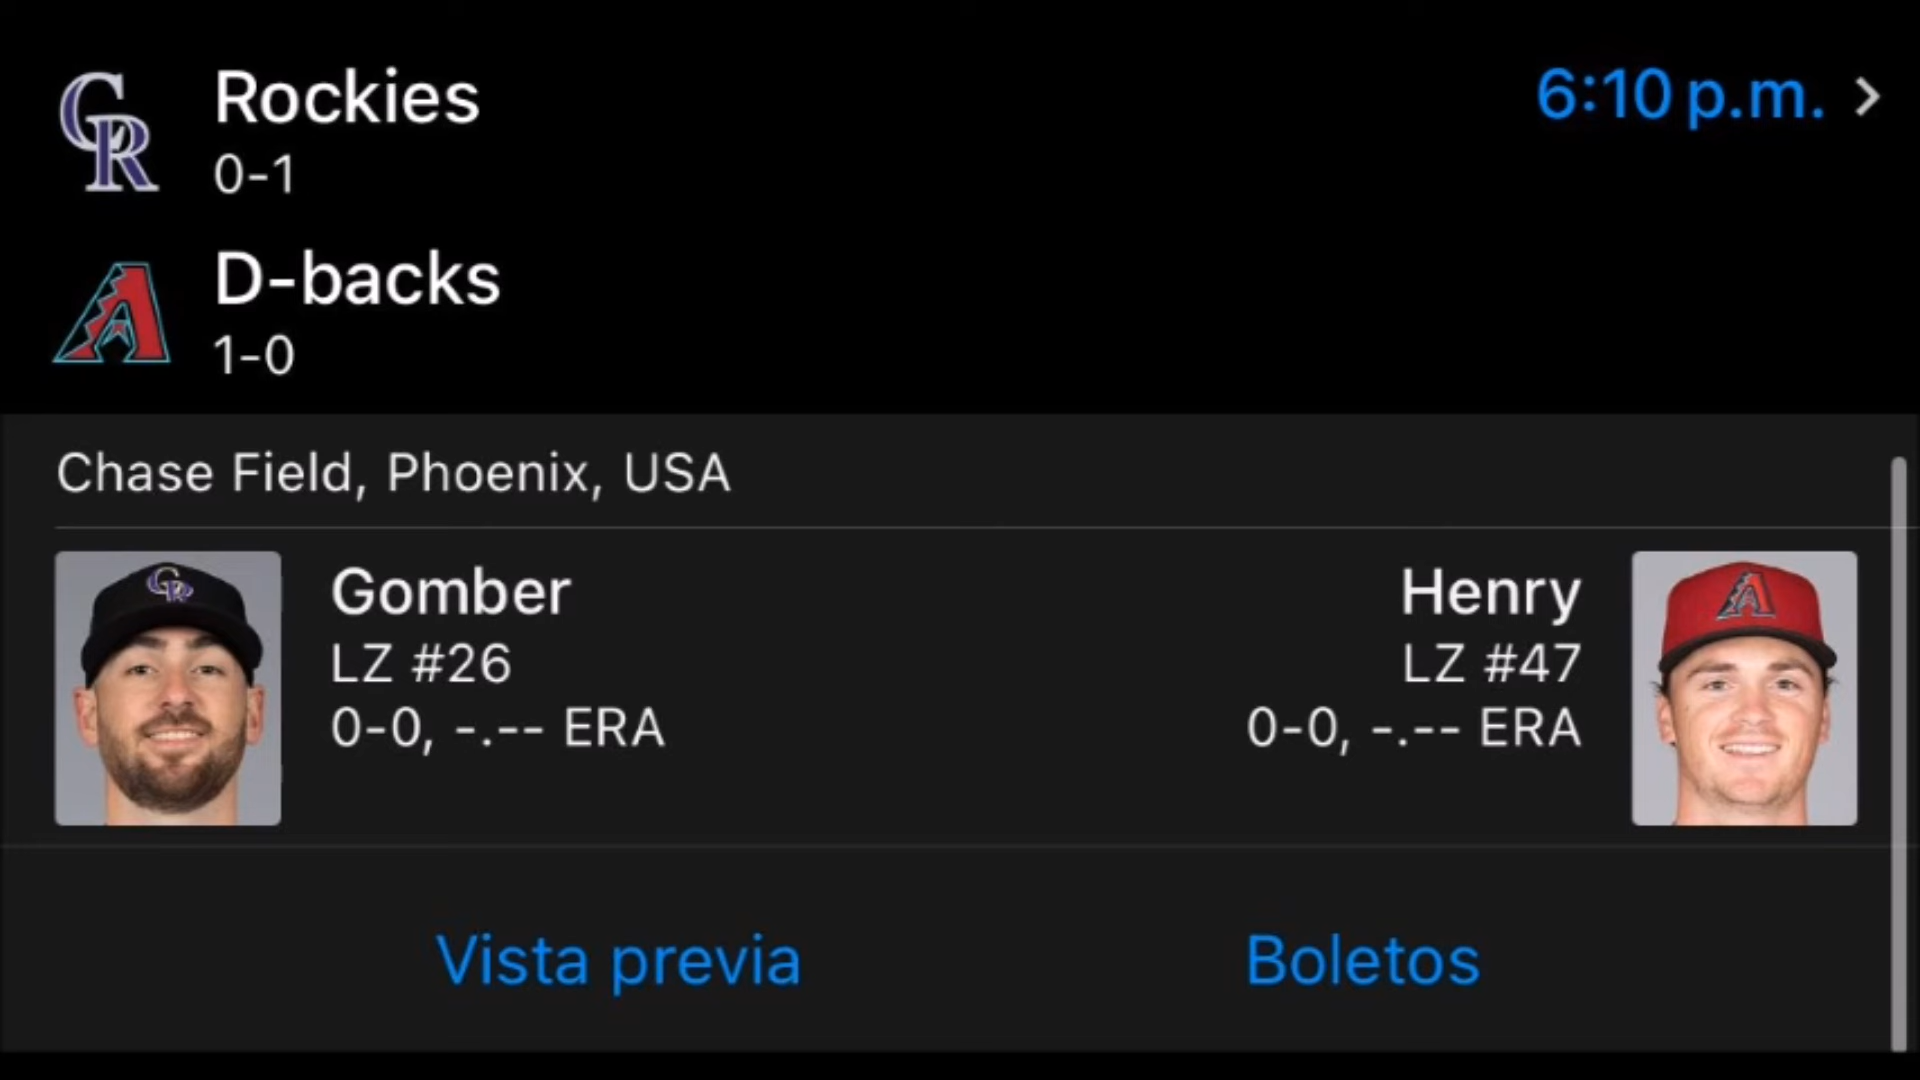 Rockies
0-1
6:10 p.m.
D-backs
1-0
Chase Field, Phoenix, USA
Gomber
LZ #26
0-0, -.-- ERA
Henry
LZ #47
0-0, -.-- ERA
Vista previa
Boletos